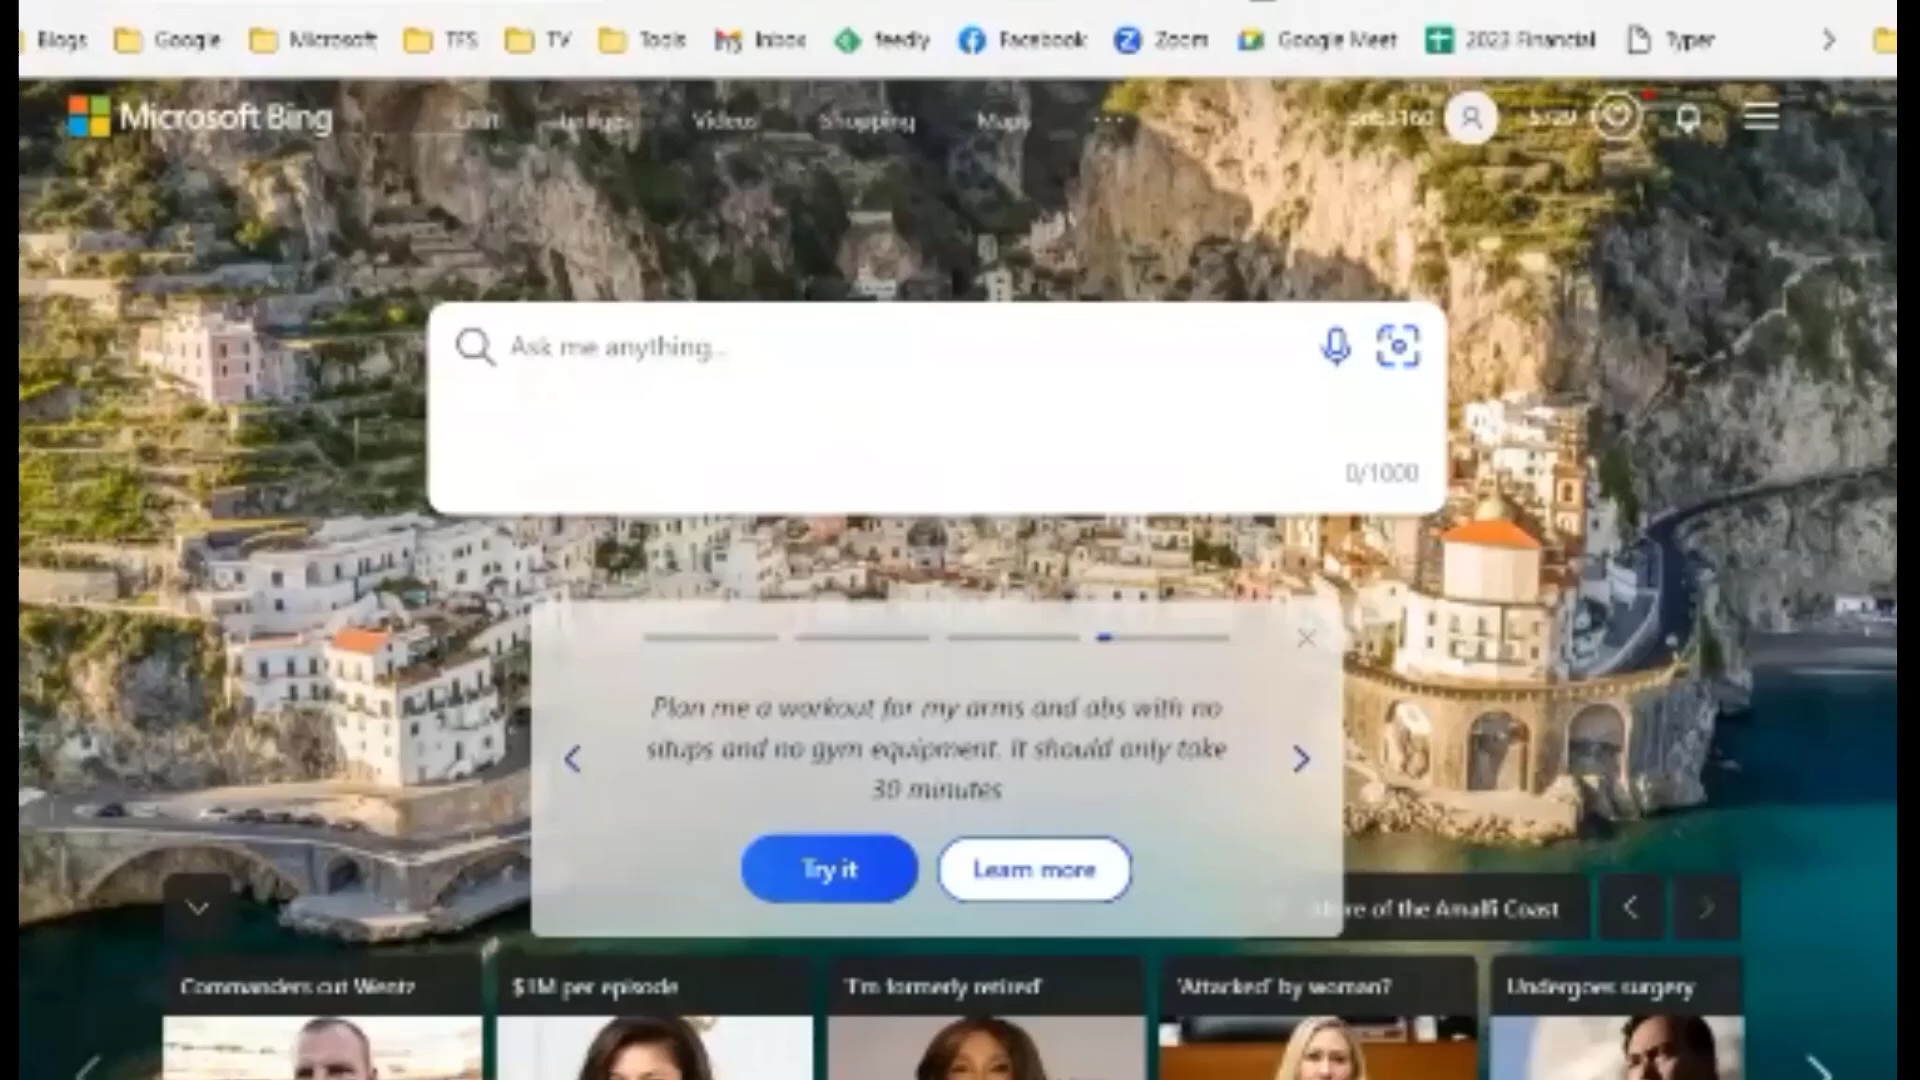 Blogs Google Microsoft TFS TV Tools Inbox feedly Facebook Zoom Google Meet 2023 Financial Typer
Microsoft Bing Chat Images Videos Shopping Maps ...
Ask me anything...
0/1000
Plan me a workout for my arms and abs with no
situps and no gym equipment. It should only take
30 minutes
Try it Learn more
of the Amalfi Coast
Commanders cut Wentz $1M per episode 'I'm formerly retired' 'Attacked' by woman? Undergoes surgery